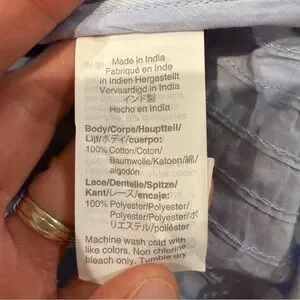 Made in India
Fabriqué en Inde
in Indien Hergestellt
Vervaardigd in India
インド製
Hecho en India
Body/Corps/Hauptteil/
Lijf/ボディ/cuerpo:
100% Cotton/Coton/
Baumwolle/Katoen/綿/
algodón
Lace/Dentelle/Spitze/
Kant/レース/encaje:
100% Polyester/Polyester/
Polyester/Polyester/ポ
リエステル/poliéster
Machine wash cold with
like colors. Non chlorine
bleach only. Tumble dry